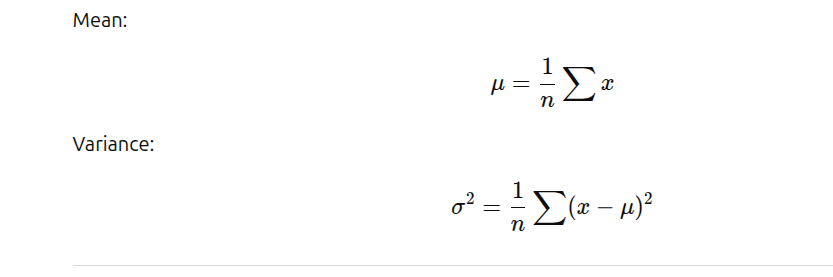 Mean:
μ = 1/n ∑ x
Variance:
σ² = 1/n ∑(x − μ)²